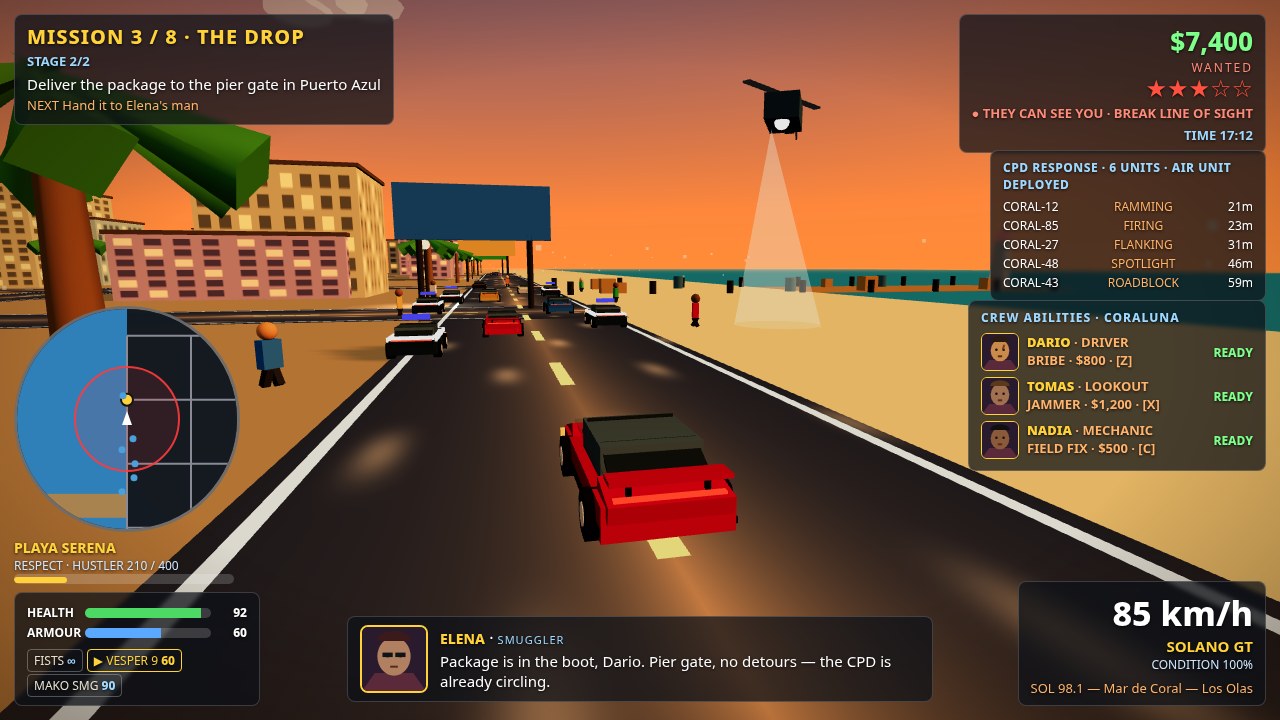 MISSION 3 / 8 · THE DROP
STAGE 2/2
Deliver the package to the pier gate in Puerto Azul
NEXT Hand it to Elena's man
$7,400
WANTED
★★★☆☆
● THEY CAN SEE YOU · BREAK LINE OF SIGHT
TIME 17:12
CPD RESPONSE · 6 UNITS · AIR UNIT
DEPLOYED
CORAL-12 RAMMING 21m
CORAL-85 FIRING 23m
CORAL-27 FLANKING 31m
CORAL-48 SPOTLIGHT 46m
CORAL-43 ROADBLOCK 59m
CREW ABILITIES · CORALUNA
DARIO · DRIVER
BRIBE · $800 · [Z]
READY
TOMAS · LOOKOUT
JAMMER · $1,200 · [X]
READY
NADIA · MECHANIC
FIELD FIX · $500 · [C]
READY
PLAYA SERENA
RESPECT · HUSTLER 210 / 400
HEALTH 92
ARMOUR 60
FISTS ∞ ▶ VESPER 9 60
MAKO SMG 90
ELENA · SMUGGLER
Package is in the boot, Dario. Pier gate, no detours — the CPD is
already circling.
85 km/h
SOLANO GT
CONDITION 100%
SOL 98.1 — Mar de Coral — Los Olas